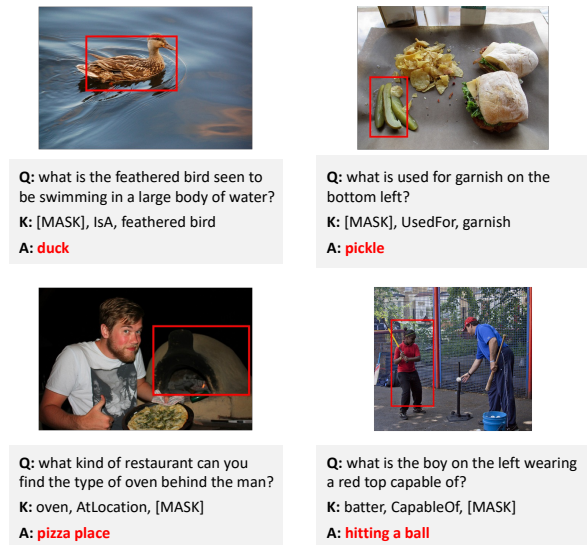 Q: what is the feathered bird seen to
be swimming in a large body of water?
K: [MASK], IsA, feathered bird
A: duck
Q: what is used for garnish on the
bottom left?
K: [MASK], UsedFor, garnish
A: pickle
Q: what kind of restaurant can you
find the type of oven behind the man?
K: oven, AtLocation, [MASK]
A: pizza place
Q: what is the boy on the left wearing
a red top capable of?
K: batter, CapableOf, [MASK]
A: hitting a ball